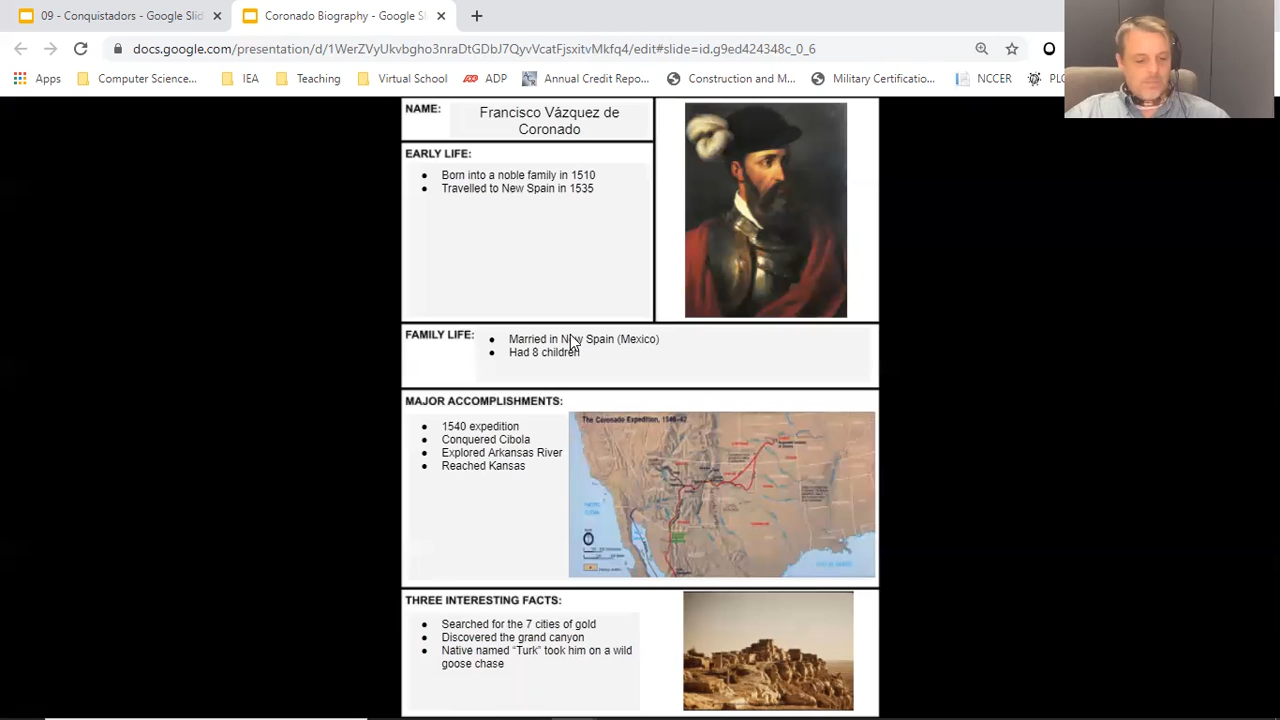 09 - Conquistadors - Google Slid
Coronado Biography - Google S
docs.google.com/presentation/d/1WerZVyUkvbgho3nraDtGDbJ7QyvVcatFjsxitvMkfq4/edit#slide=id.g9ed424348c_0_6
Apps
Computer Science...
IEA
Teaching
Virtual School
ADP
Annual Credit Repo...
Construction and M...
Military Certificatio...
NCCER
PLC
NAME:
Francisco Vázquez de
Coronado
EARLY LIFE:
● Born into a noble family in 1510
● Travelled to New Spain in 1535
FAMILY LIFE:
● Married in New Spain (Mexico)
● Had 8 children
MAJOR ACCOMPLISHMENTS:
● 1540 expedition
● Conquered Cibola
● Explored Arkansas River
● Reached Kansas
The Coronado Expedition, 1540-42
THREE INTERESTING FACTS:
● Searched for the 7 cities of gold
● Discovered the grand canyon
● Native named “Turk” took him on a wild
goose chase